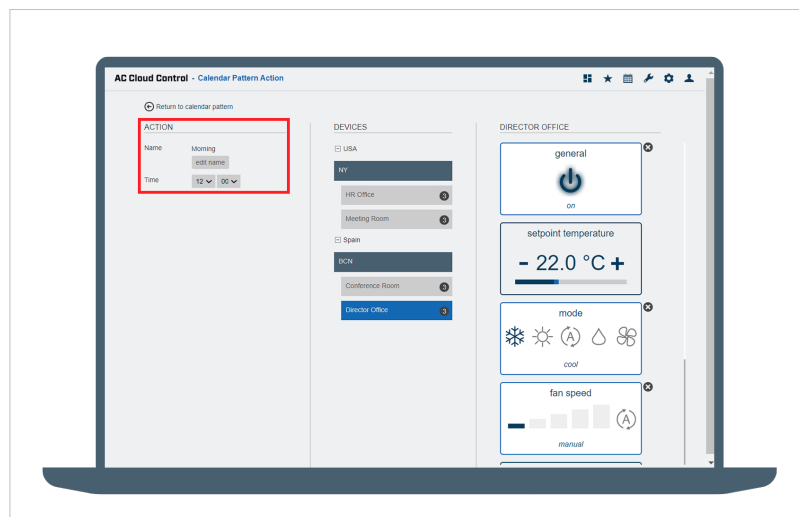 AC Cloud Control - Calendar Pattern Action
Return to calendar pattern
ACTION
Name Morning
edit name
Time 12 00
DEVICES
USA
NY
HR Office 3
Meeting Room 3
Spain
BCN
Conference Room 3
Director Office 3
DIRECTOR OFFICE
general
on
setpoint temperature
- 22.0 °C +
mode
A
cool
fan speed
A
manual